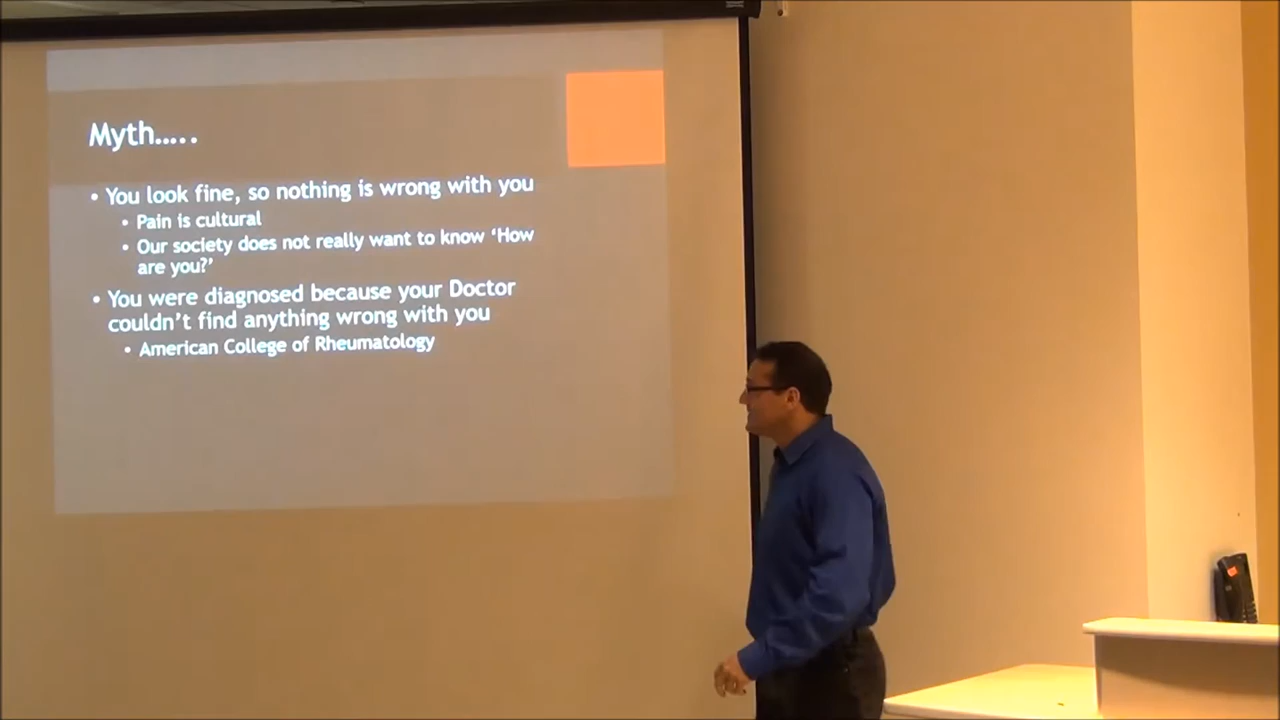 Myth.....
• You look fine, so nothing is wrong with you
• Pain is cultural
• Our society does not really want to know ‘How
are you?’
• You were diagnosed because your Doctor
couldn’t find anything wrong with you
• American College of Rheumatology